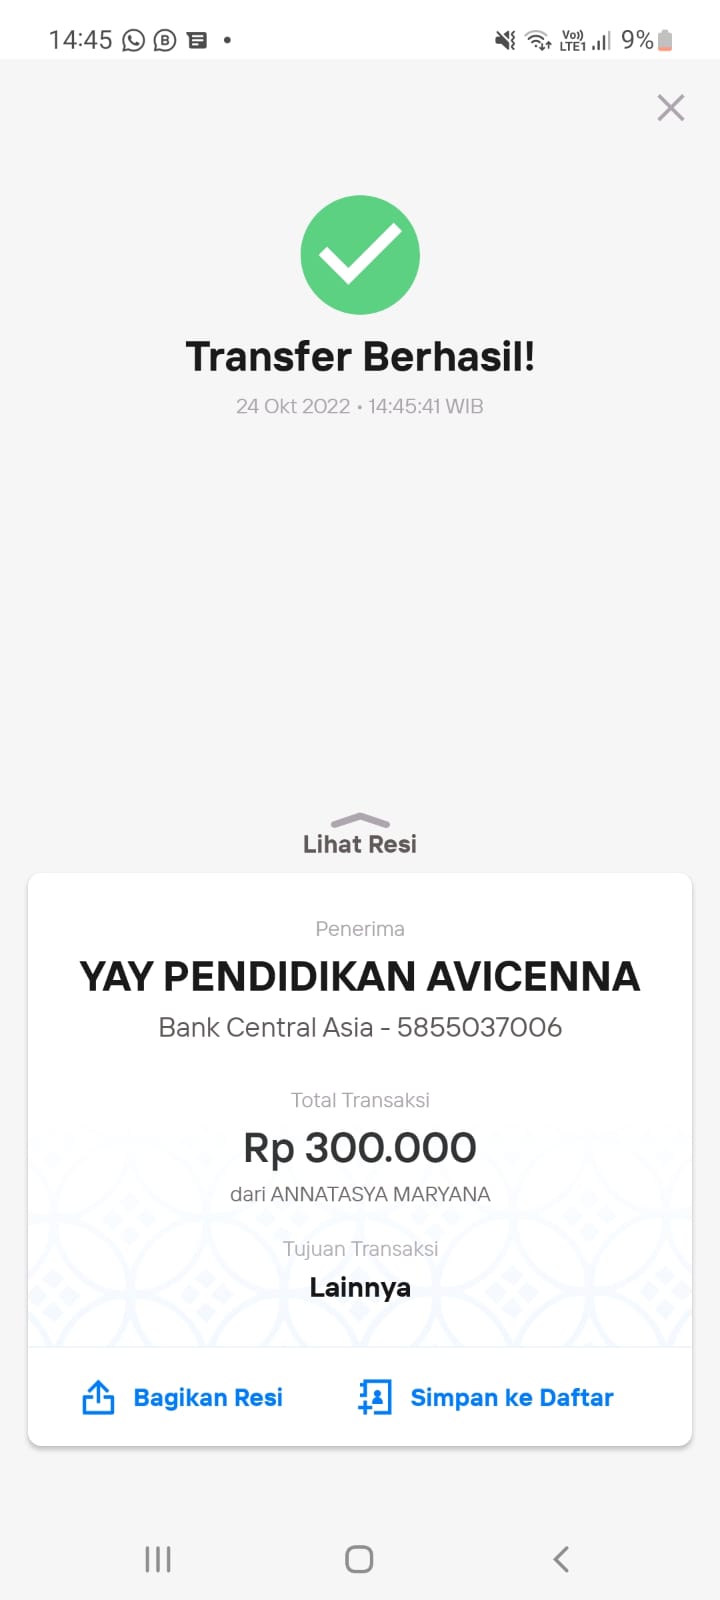 14:45
Vo))
LTE1
9%
Transfer Berhasil!
24 Okt 2022 • 14:45:41 WIB
Lihat Resi
Penerima
YAY PENDIDIKAN AVICENNA
Bank Central Asia - 5855037006
Total Transaksi
Rp 300.000
dari ANNATASYA MARYANA
Tujuan Transaksi
Lainnya
Bagikan Resi
Simpan ke Daftar